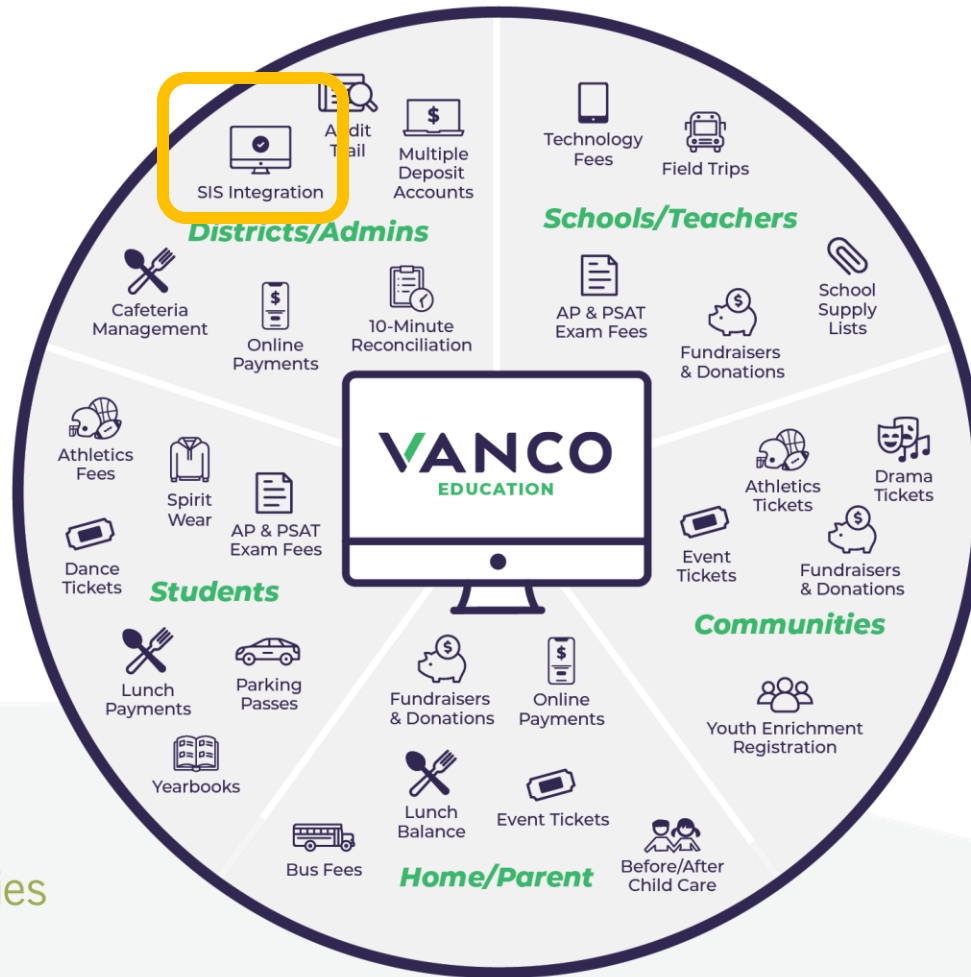 Audit
Trail
SIS Integration
$
Multiple
Deposit
Accounts
Districts/Admins
Cafeteria
Management
$
Online
Payments
10-Minute
Reconciliation
Technology
Fees
Field Trips
Schools/Teachers
AP & PSAT
Exam Fees
$
Fundraisers
& Donations
School
Supply
Lists
VANCO
EDUCATION
Athletics
Fees
Spirit
Wear
AP & PSAT
Exam Fees
Dance
Tickets
Students
Lunch
Payments
Parking
Passes
Yearbooks
Athletics
Tickets
Drama
Tickets
Event
Tickets
$
Fundraisers
& Donations
Communities
Youth Enrichment
Registration
$
Fundraisers
& Donations
$
Online
Payments
Lunch
Balance
Event Tickets
Bus Fees
Home/Parent
Before/After
Child Care
ies